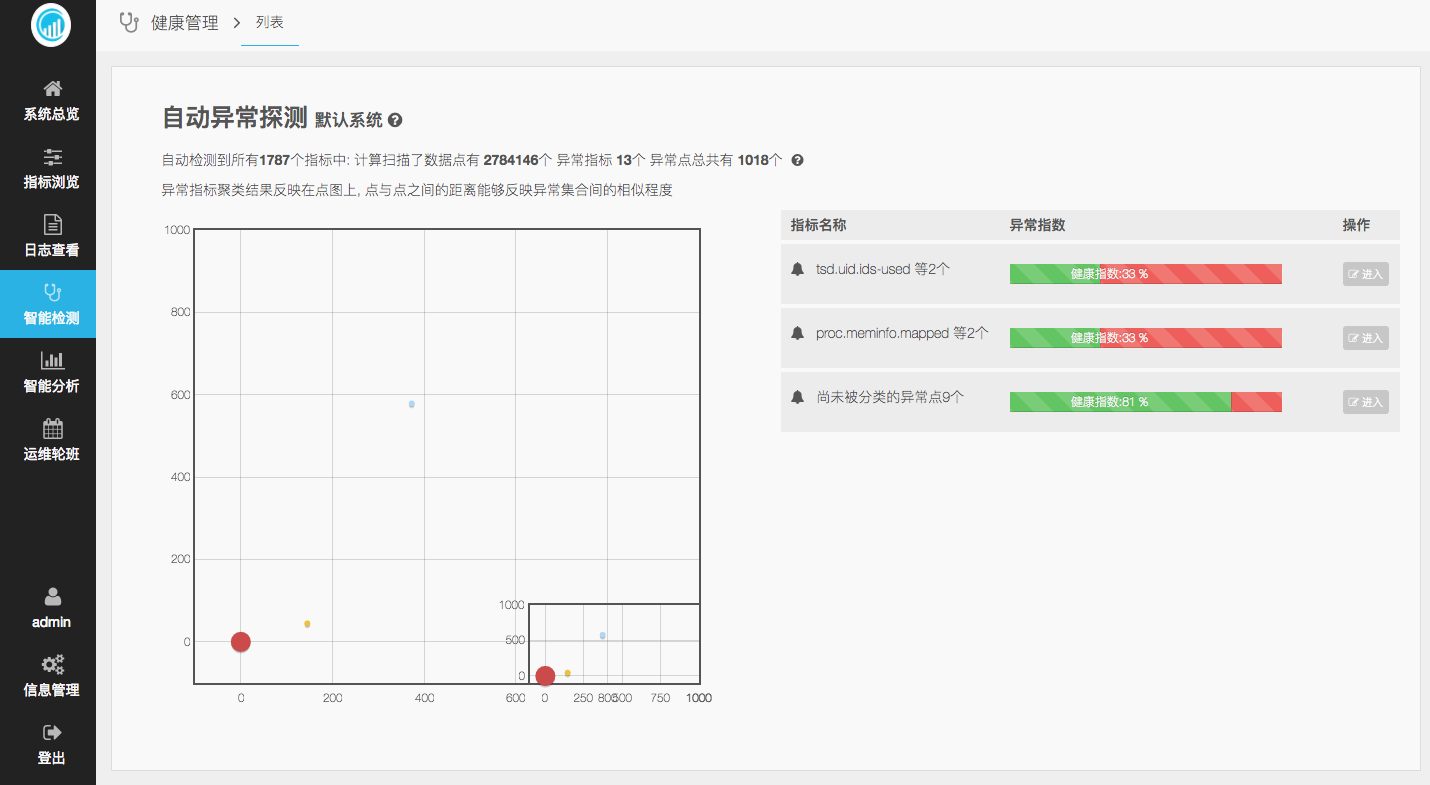 健康管理 列表
系统总览
指标浏览
日志查看
智能检测
智能分析
运维轮班
admin
信息管理
登出
自动异常探测 默认系统
自动检测到所有1787个指标中: 计算扫描了数据点有 2784146个 异常指标 13个 异常点总共有 1018个
异常指标聚类结果反映在点图上, 点与点之间的距离能够反映异常集合间的相似程度
1000
800
600
400
200
0
0 200 400 600 800 1000
1000
500
0
0 250 500 750 1000
指标名称 异常指数 操作
tsd.uid.ids-used 等2个 健康指数:33 % 进入
proc.meminfo.mapped 等2个 健康指数:33 % 进入
尚未被分类的异常点9个 健康指数:81 % 进入